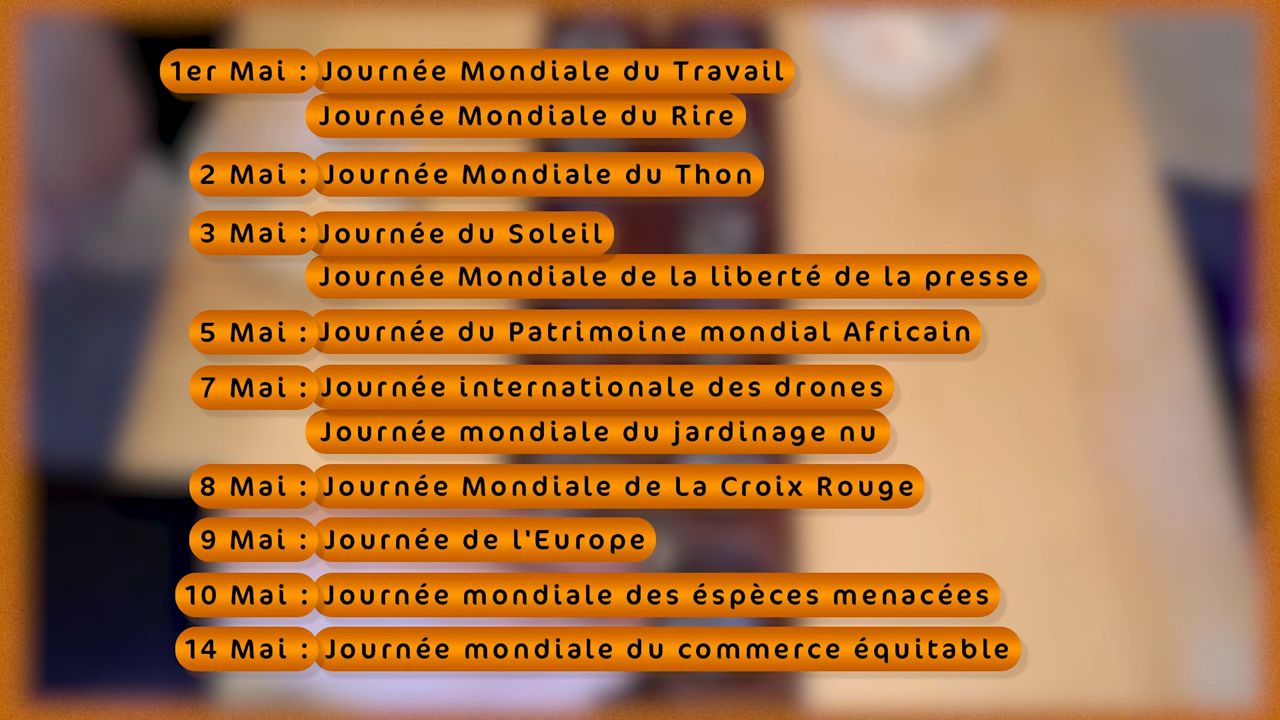 1er Mai : Journée Mondiale du Travail
Journée Mondiale du Rire
2 Mai : Journée Mondiale du Thon
3 Mai : Journée du Soleil
Journée Mondiale de la liberté de la presse
5 Mai : Journée du Patrimoine mondial Africain
7 Mai : Journée internationale des drones
Journée mondiale du jardinage nu
8 Mai : Journée Mondiale de La Croix Rouge
9 Mai : Journée de l'Europe
10 Mai : Journée mondiale des éspèces menacées
14 Mai : Journée mondiale du commerce équitable